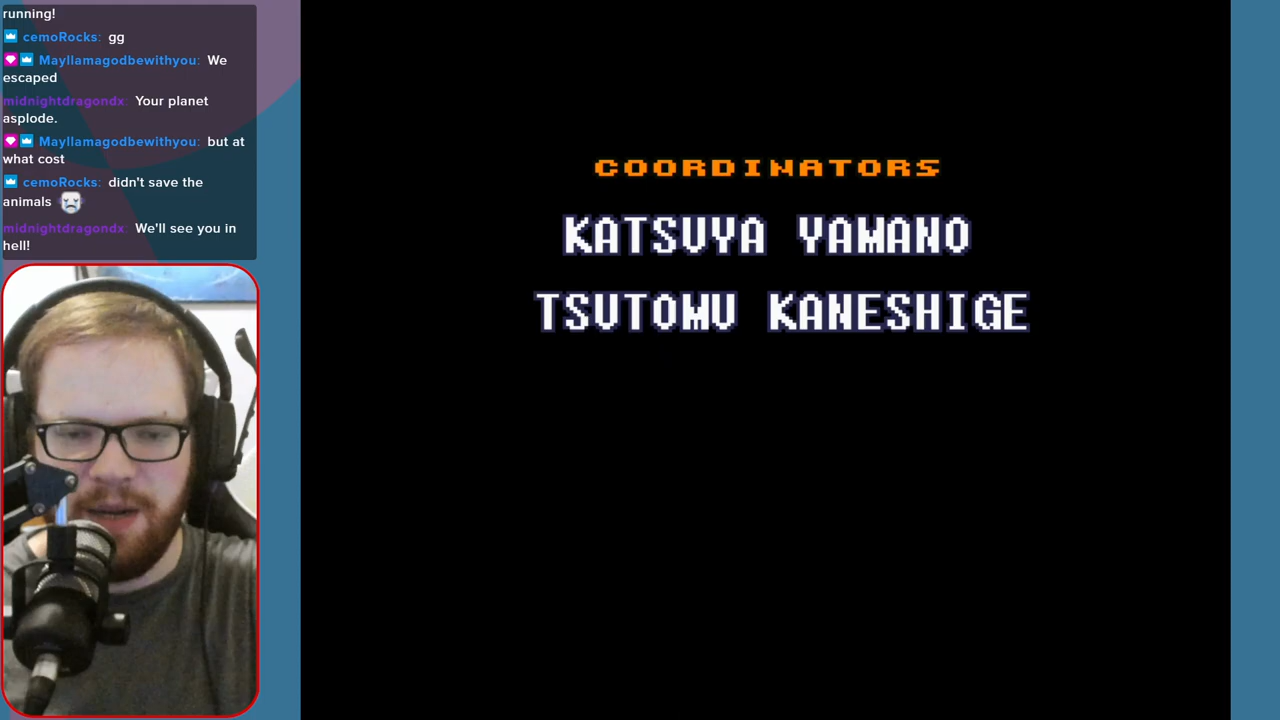 running!
cemoRocks: gg
Mayllamagodbewithyou: We
escaped
midnightdragondx: Your planet
asplode.
Mayllamagodbewithyou: but at
what cost
cemoRocks: didn't save the
animals
midnightdragondx: We'll see you in
hell!
COORDINATORS
KATSUYA YAMANO
TSUTOMU KANESHIGE